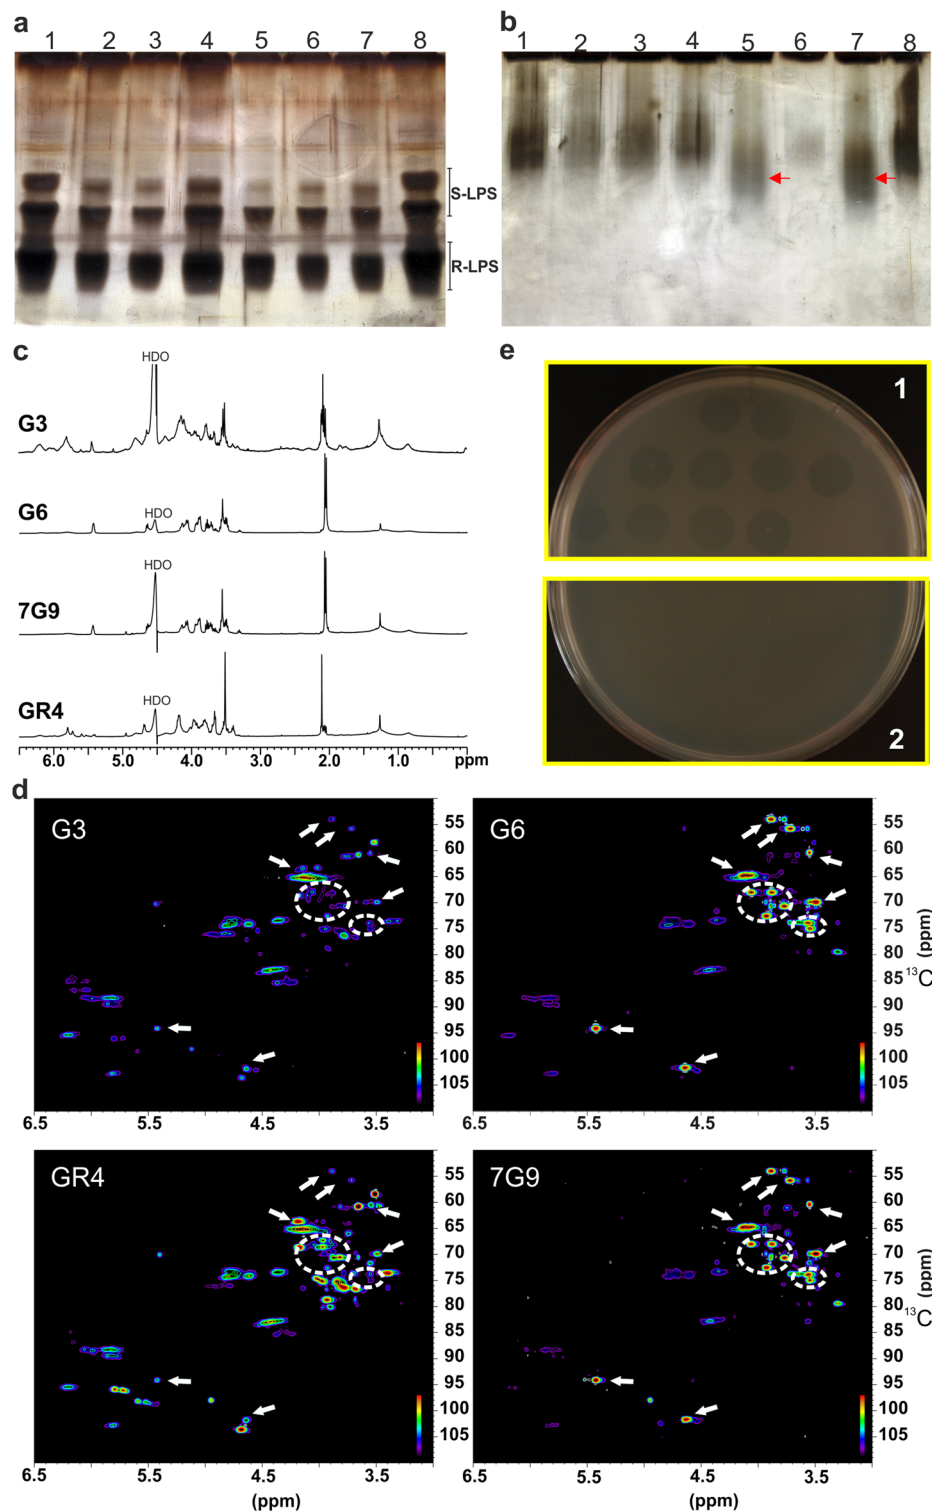 a
1 2 3 4 5 6 7 8
S-LPS
R-LPS
b
1 2 3 4 5 6 7 8
c
HDO
G3
HDO
G6
HDO
7G9
HDO
GR4
6.0 5.0 4.0 3.0 2.0 1.0 ppm
e
1
2
d
G3
55
60
65
70
75
80
85
90
95
100
105
6.5 5.5 4.5 3.5
G6
55
60
65
70
75
80
85
90
95
100
105
(ppm)
¹³C
6.5 5.5 4.5 3.5
GR4
55
60
65
70
75
80
85
90
95
100
105
6.5 5.5 4.5 3.5
(ppm)
7G9
55
60
65
70
75
80
85
90
95
100
105
(ppm)
¹³C
6.5 5.5 4.5 3.5
(ppm)